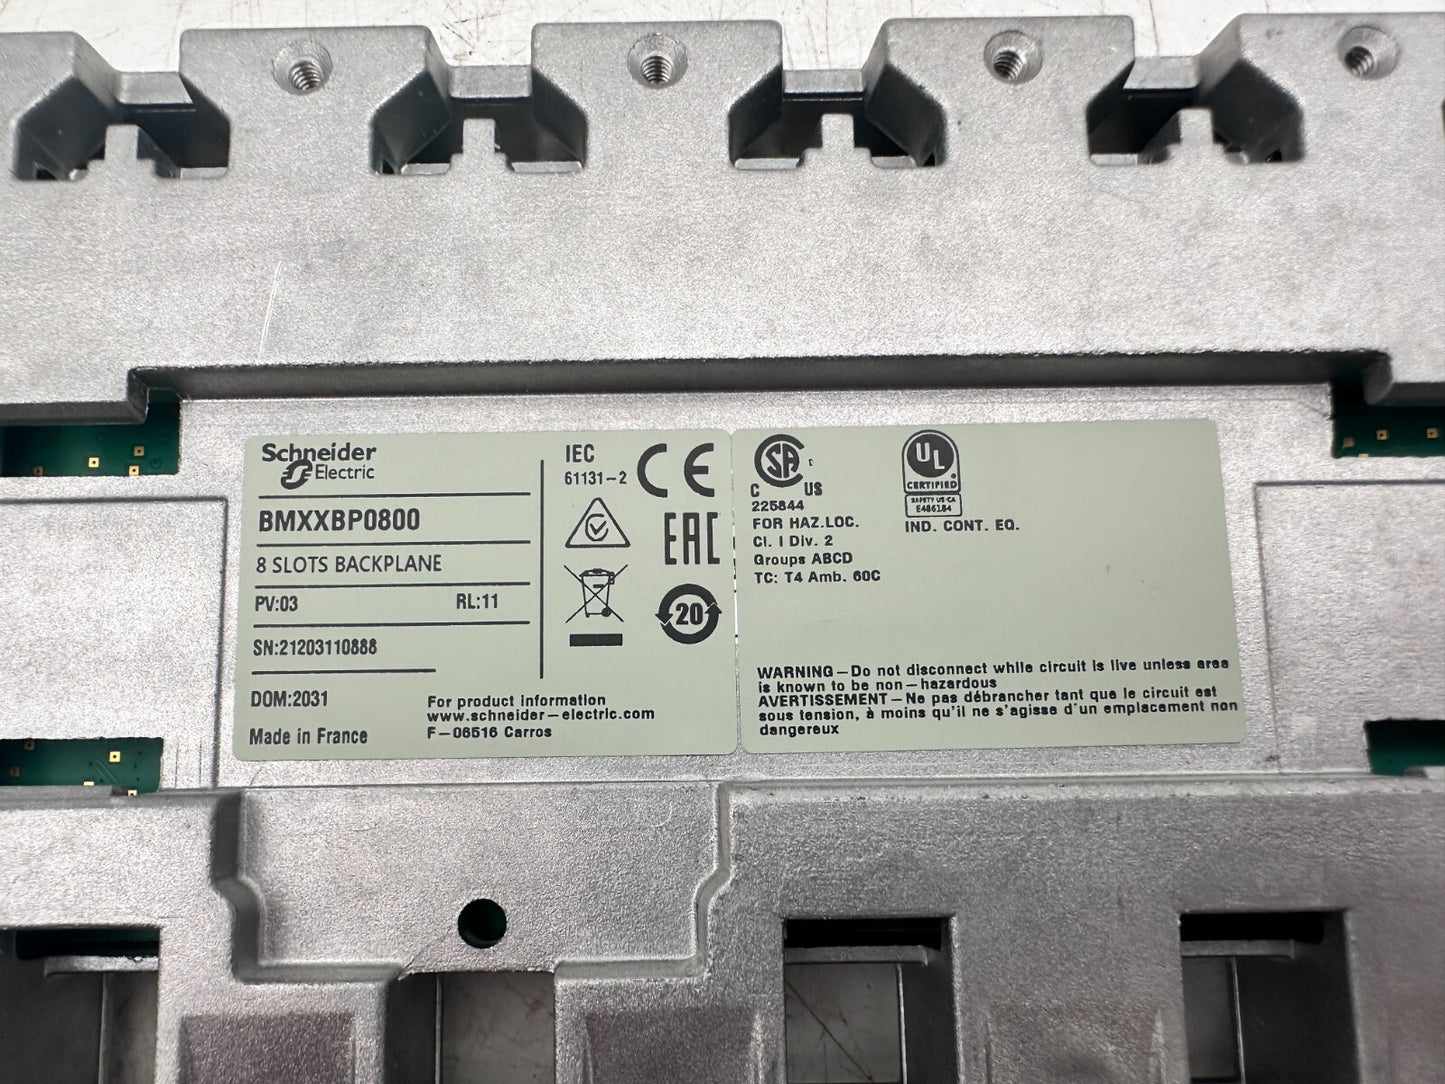 Schneider
Electric
BMXXBP0800
8 SLOTS BACKPLANE
PV:03 RL:11
SN:21203110888
DOM:2031
Made in France
For product information
www.schneider-electric.com
F-06516 Carros
IEC
61131-2
CE
EAC
20
CSA
C US
225844
FOR HAZ.LOC.
Cl. I Div. 2
Groups ABCD
TC: T4 Amb. 60C
UL
CERTIFIED
SAFETY US-CA
E486184
IND. CONT. EQ.
WARNING - Do not disconnect while circuit is live unless area
is known to be non - hazardous
AVERTISSEMENT - Ne pas débrancher tant que le circuit est
sous tension, à moins qu'il ne s'agisse d'un emplacement non
dangereux